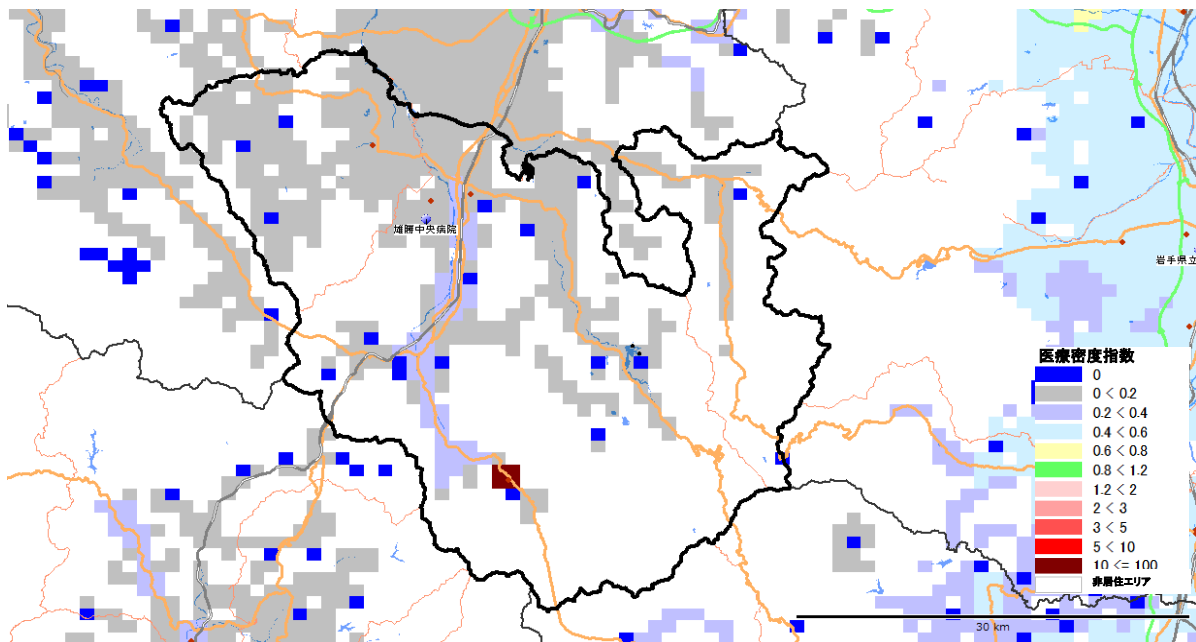 雄勝中央病院
岩手県立
医療密度指数
0
0 < 0.2
0.2 < 0.4
0.4 < 0.6
0.6 < 0.8
0.8 < 1.2
1.2 < 2
2 < 3
3 < 5
5 < 10
10 <= 100
非居住エリア
30 km